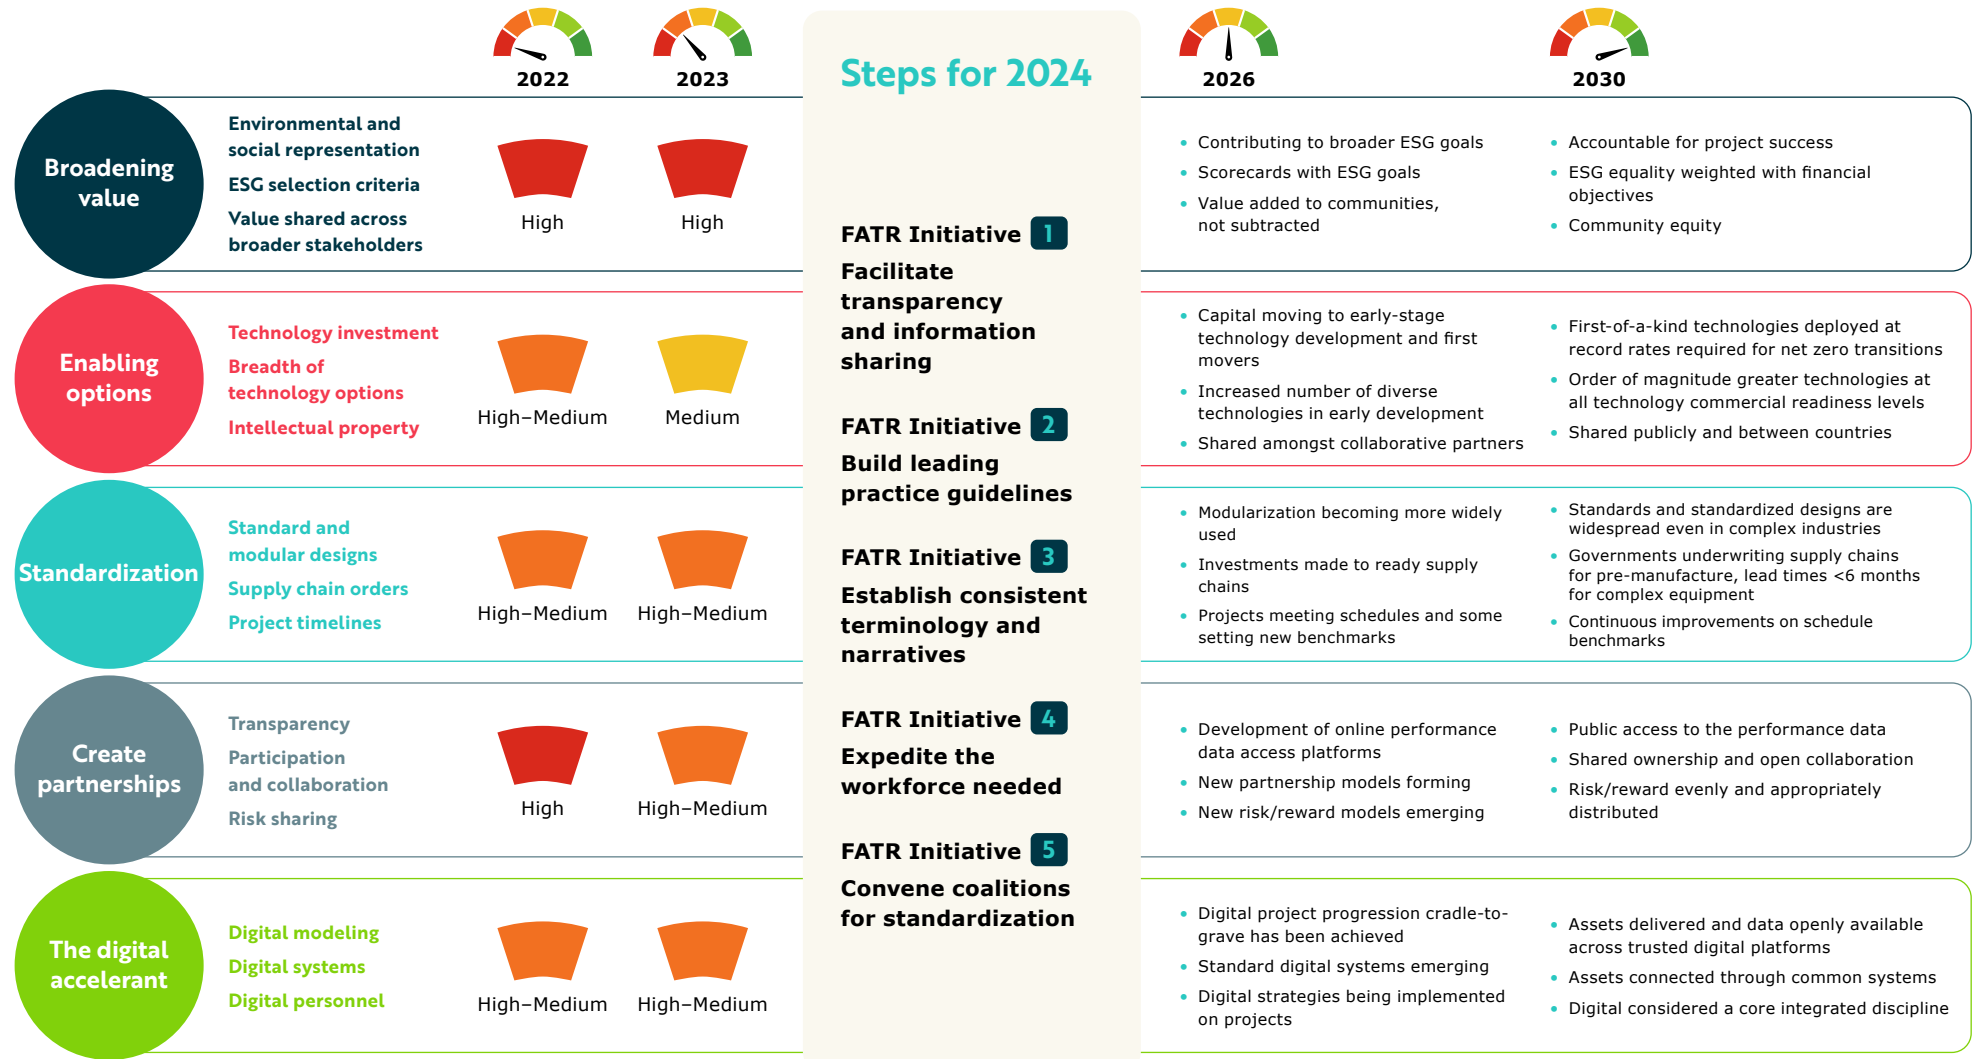 2022
2023
Steps for 2024
2026
2030
Broadening
value
Environmental and
social representation
ESG selection criteria
Value shared across
broader stakeholders
High
High
• Contributing to broader ESG goals
• Scorecards with ESG goals
• Value added to communities,
not subtracted
• Accountable for project success
• ESG equality weighted with financial
objectives
• Community equity
Enabling
options
Technology investment
Breadth of
technology options
Intellectual property
High–Medium
Medium
• Capital moving to early-stage
technology development and first
movers
• Increased number of diverse
technologies in early development
• Shared amongst collaborative partners
• First-of-a-kind technologies deployed at
record rates required for net zero transitions
• Order of magnitude greater technologies at
all technology commercial readiness levels
• Shared publicly and between countries
Standardization
Standard and
modular designs
Supply chain orders
Project timelines
High–Medium
High–Medium
• Modularization becoming more widely
used
• Investments made to ready supply
chains
• Projects meeting schedules and some
setting new benchmarks
• Standards and standardized designs are
widespread even in complex industries
• Governments underwriting supply chains
for pre-manufacture, lead times <6 months
for complex equipment
• Continuous improvements on schedule
benchmarks
Create
partnerships
Transparency
Participation
and collaboration
Risk sharing
High
High–Medium
• Development of online performance
data access platforms
• New partnership models forming
• New risk/reward models emerging
• Public access to the performance data
• Shared ownership and open collaboration
• Risk/reward evenly and appropriately
distributed
The digital
accelerant
Digital modeling
Digital systems
Digital personnel
High–Medium
High–Medium
• Digital project progression cradle-to-
grave has been achieved
• Standard digital systems emerging
• Digital strategies being implemented
on projects
• Assets delivered and data openly available
across trusted digital platforms
• Assets connected through common systems
• Digital considered a core integrated discipline
FATR Initiative 1
Facilitate
transparency
and information
sharing
FATR Initiative 2
Build leading
practice guidelines
FATR Initiative 3
Establish consistent
terminology and
narratives
FATR Initiative 4
Expedite the
workforce needed
FATR Initiative 5
Convene coalitions
for standardization